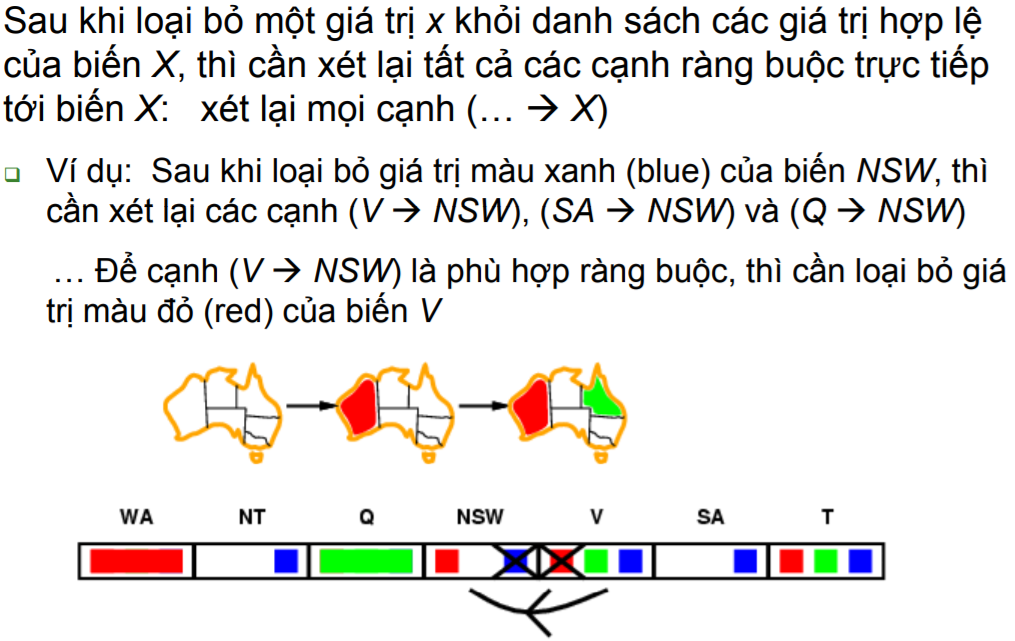 Sau khi loại bỏ một giá trị x khỏi danh sách các giá trị hợp lệ
của biến X, thì cần xét lại tất cả các cạnh ràng buộc trực tiếp
tới biến X: xét lại mọi cạnh (… → X)
❑ Ví dụ: Sau khi loại bỏ giá trị màu xanh (blue) của biến NSW, thì
cần xét lại các cạnh (V → NSW), (SA → NSW) và (Q → NSW)
… Để cạnh (V → NSW) là phù hợp ràng buộc, thì cần loại bỏ giá
trị màu đỏ (red) của biến V
WA NT Q NSW V SA T